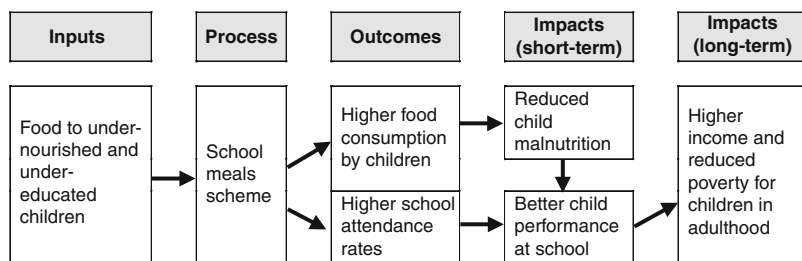 Inputs
Process
Outcomes
Impacts
(short-term)
Impacts
(long-term)
Food to under-
nourished and
under-
educated
children
School
meals
scheme
Higher food
consumption
by children
Higher school
attendance
rates
Reduced
child
malnutrition
Better child
performance
at school
Higher
income and
reduced
poverty for
children in
adulthood